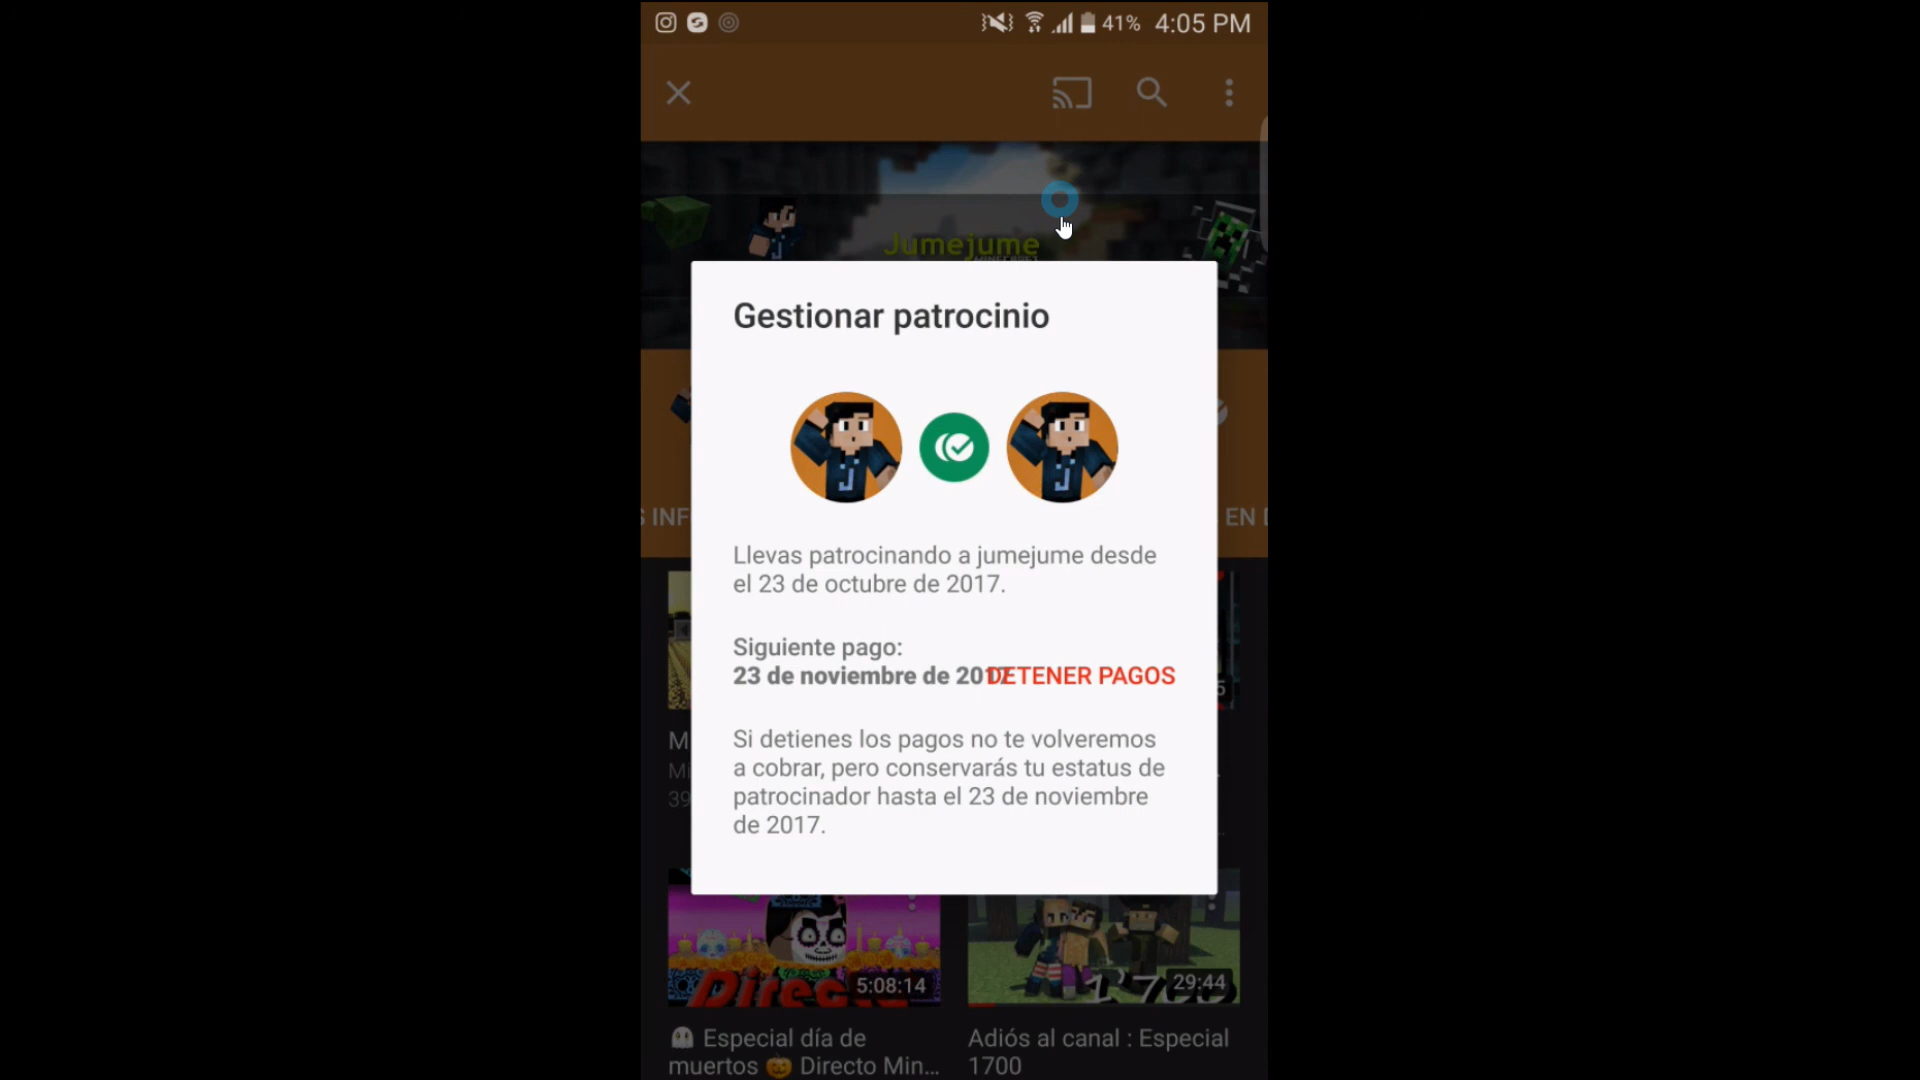 41% 4:05 PM
Jumejume
Gestionar patrocinio
Llevas patrocinando a jumejume desde
el 23 de octubre de 2017.
Siguiente pago:
23 de noviembre de 2017 DETENER PAGOS
Si detienes los pagos no te volveremos
a cobrar, pero conservarás tu estatus de
patrocinador hasta el 23 de noviembre
de 2017.
5:08:14
29:44
Especial día de
muertos 🎃 Directo Min...
Adiós al canal : Especial
1700